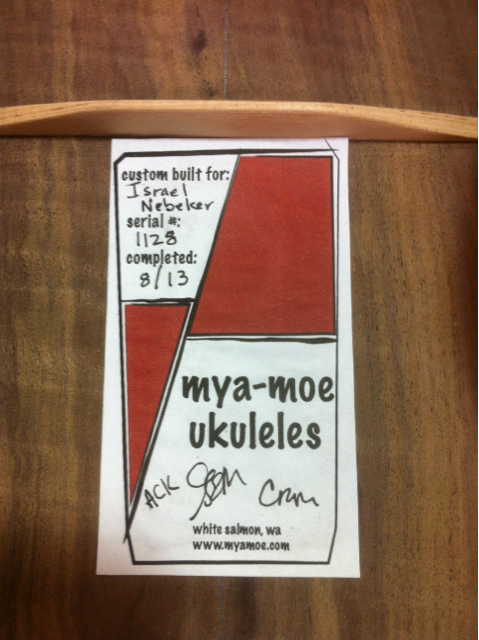 custom built for:
Israel
Nebeker
serial #:
1128
completed:
8/13
mya-moe
ukuleles
ACK
white salmon, wa
www.myamoe.com